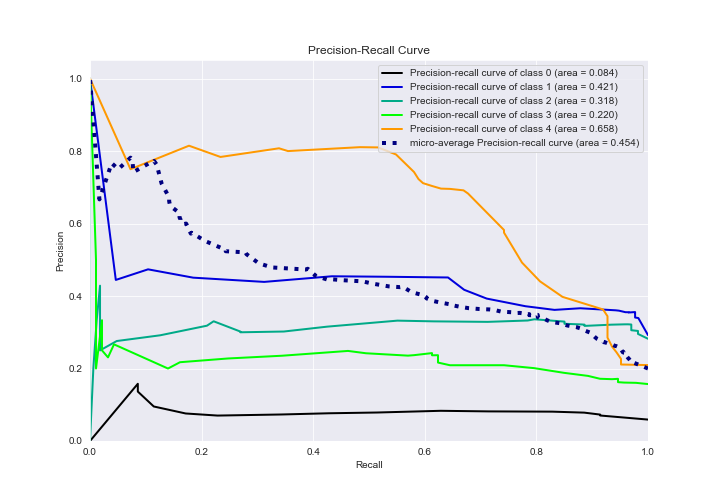 Precision-Recall Curve
Precision-recall curve of class 0 (area = 0.084)
Precision-recall curve of class 1 (area = 0.421)
Precision-recall curve of class 2 (area = 0.318)
Precision-recall curve of class 3 (area = 0.220)
Precision-recall curve of class 4 (area = 0.658)
micro-average Precision-recall curve (area = 0.454)
Precision
1.0
0.8
0.6
0.4
0.2
0.0
0.0 0.2 0.4 0.6 0.8 1.0
Recall